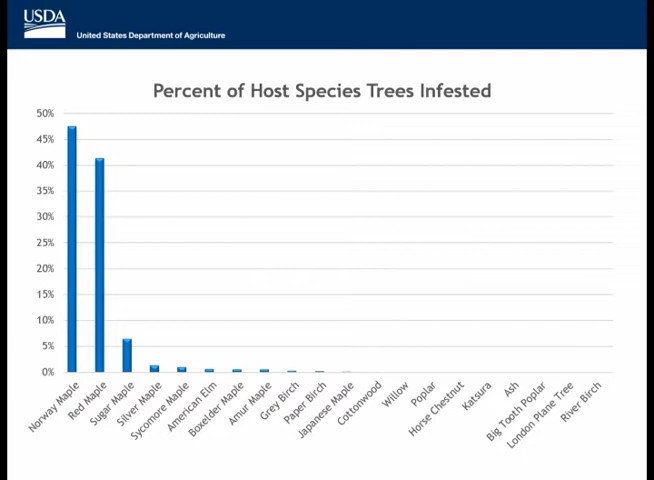 USDA
United States Department of Agriculture
Percent of Host Species Trees Infested
50%
45%
40%
35%
30%
25%
20%
15%
10%
5%
0%
Norway Maple
Red Maple
Sugar Maple
Silver Maple
Sycomore Maple
American Elm
Boxelder Maple
Amur Maple
Grey Birch
Paper Birch
Japanese Maple
Cottonwood
Willow
Poplar
Horse Chestnut
Katsura
Ash
Big Tooth Poplar
London Plane Tree
River Birch